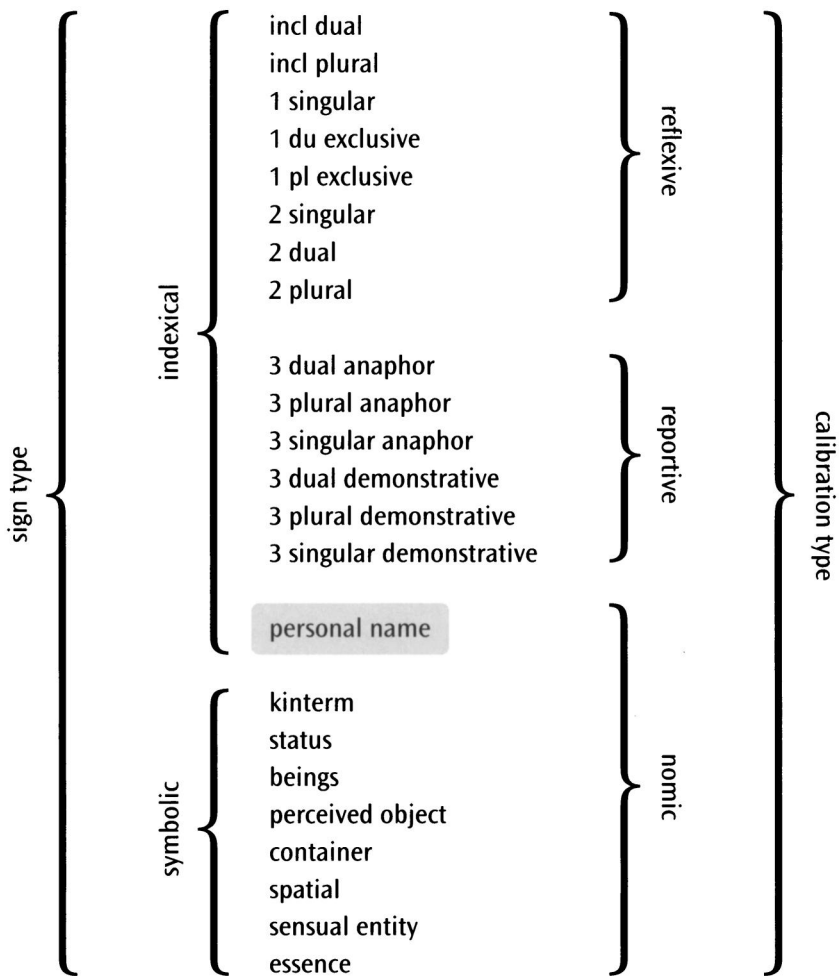 sign type
indexical
symbolic
incl dual
incl plural
1 singular
1 du exclusive
1 pl exclusive
2 singular
2 dual
2 plural
3 dual anaphor
3 plural anaphor
3 singular anaphor
3 dual demonstrative
3 plural demonstrative
3 singular demonstrative
personal name
kinterm
status
beings
perceived object
container
spatial
sensual entity
essence
reflexive
reportive
nomic
calibration type